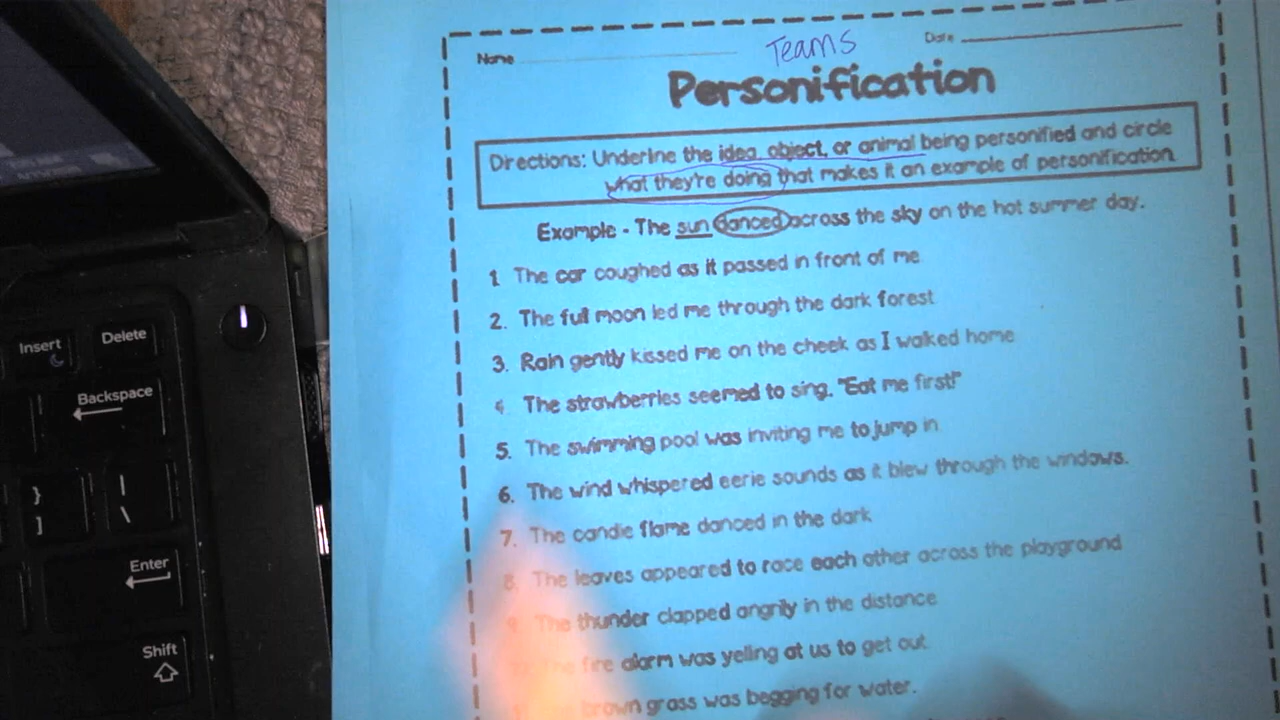 Insert
Delete
Backspace
}
]
|
\
Enter
Shift
Teams
Name
Date
Personification
Directions: Underline the idea, object, or animal being personified and circle
what they're doing that makes it an example of personification.
Example - The sun danced across the sky on the hot summer day.
1. The car coughed as it passed in front of me.
2. The full moon led me through the dark forest.
3. Rain gently kissed me on the cheek as I walked home.
4. The strawberries seemed to sing, "Eat me first!"
5. The swimming pool was inviting me to jump in.
6. The wind whispered eerie sounds as it blew through the windows.
7. The candle flame danced in the dark.
8. The leaves appeared to race each other across the playground.
9. The thunder clapped angrily in the distance.
The fire alarm was yelling at us to get out.
brown grass was begging for water.